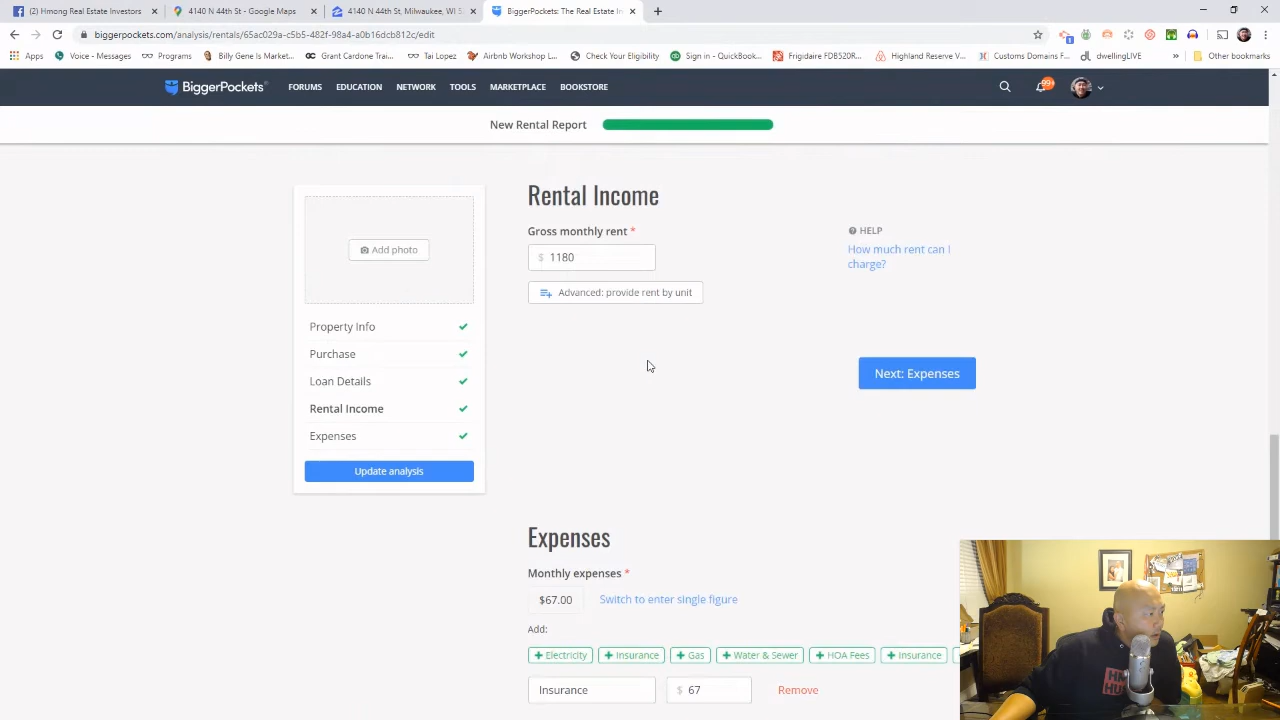 (2) Hmong Real Estate Investors
4140 N 44th St - Google Maps
4140 N 44th St, Milwaukee, WI 5
BiggerPockets: The Real Estate In
biggerpockets.com/analysis/rentals/65ac029a-c5b5-482f-98a4-a0b16dcb812c/edit
Apps
Voice - Messages
Programs
Billy Gene Is Market...
Grant Cardone Trai...
Tai Lopez
Airbnb Workshop L...
Check Your Eligibility
Sign in - QuickBook...
Frigidaire FDB520R...
Highland Reserve V...
Customs Domains F...
dwellingLIVE
Other bookmarks
BiggerPockets
FORUMS
EDUCATION
NETWORK
TOOLS
MARKETPLACE
BOOKSTORE
99+
New Rental Report
Add photo
Property Info
Purchase
Loan Details
Rental Income
Expenses
Update analysis
Rental Income
Gross monthly rent *
$ 1180
Advanced: provide rent by unit
HELP
How much rent can I
charge?
Next: Expenses
Expenses
Monthly expenses *
$67.00 Switch to enter single figure
Add:
Electricity
Insurance
Gas
Water & Sewer
HOA Fees
Insurance
Insurance $ 67 Remove